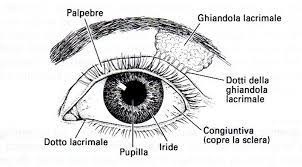 Palpebre
Ghiandola lacrimale
Dotti della
ghiandola
lacrimale
Congiuntiva
(copre la sclera)
Iride
Pupilla
Dotto lacrimale